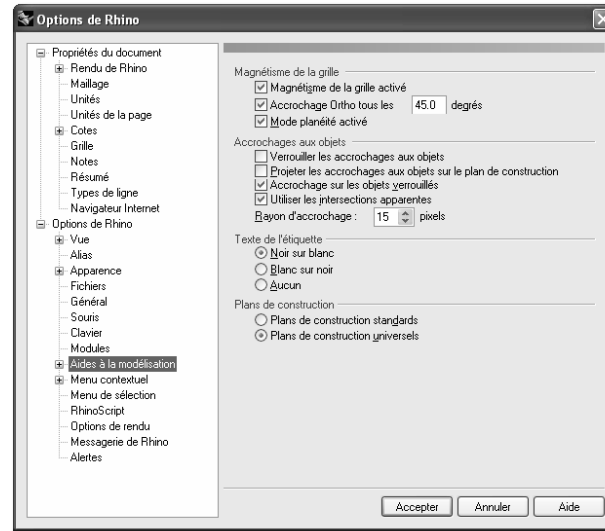 Options de Rhino
Propriétés du document
Rendu de Rhino
Maillage
Unités
Unités de la page
Cotes
Grille
Notes
Résumé
Types de ligne
Navigateur Internet
Options de Rhino
Vue
Alias
Apparence
Fichiers
Général
Souris
Clavier
Modules
Aides à la modélisation
Menu contextuel
Menu de sélection
RhinoScript
Options de rendu
Messagerie de Rhino
Alertes
Magnétisme de la grille
Magnétisme de la grille activé
Accrochage Ortho tous les 45.0 degrés
Mode planéité activé
Accrochages aux objets
Verrouiller les accrochages aux objets
Projeter les accrochages aux objets sur le plan de construction
Accrochage sur les objets verrouillés
Utiliser les intersections apparentes
Rayon d'accrochage : 15 pixels
Texte de l'étiquette
Noir sur blanc
Blanc sur noir
Aucun
Plans de construction
Plans de construction standards
Plans de construction universels
Accepter Annuler Aide